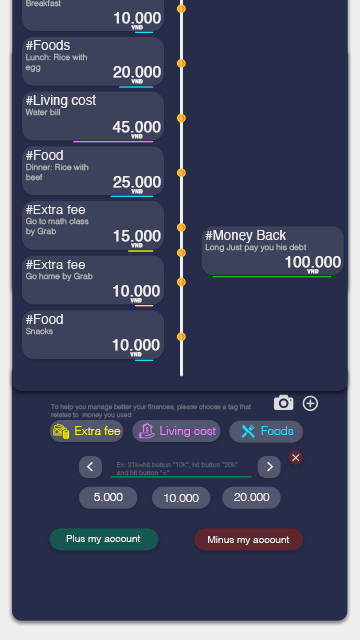 Breakfast
10.000
VND
#Foods
Lunch: Rice with
egg
20.000
VND
#Living cost
Water bill
45.000
VND
#Food
Dinner: Rice with
beef
25.000
VND
#Extra fee
Go to math class
by Grab
15.000
VND
#Money Back
Long Just pay you his debt
100.000
VND
#Extra fee
Go home by Grab
10.000
VND
#Food
Snacks
10.000
VND
To help you manage better your finances, please choose a tag that
relates to money you used
Extra fee
Living cost
Foods
Ex: 31k=hit button "10k", hit button "20k"
and hit button "<"
5.000
10.000
20.000
Plus my account
Minus my account